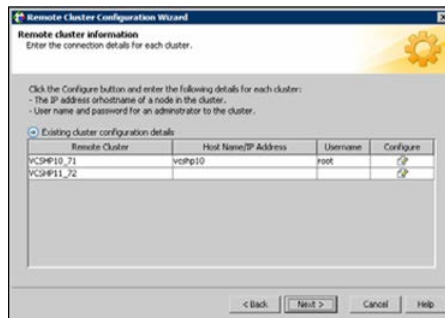 Remote Cluster Configuration Wizard
Remote cluster information
Enter the connection details for each cluster.
Click the Configure button and enter the following details for each cluster:
- The IP address orhostname of a node in the cluster.
- User name and password for an administrator to the cluster.
Existing cluster configuration details
Remote Cluster Host Name/IP Address Username Configure
VCSHP10_71 vcshp10 root
VCSHP11_72
< Back Next > Cancel Help